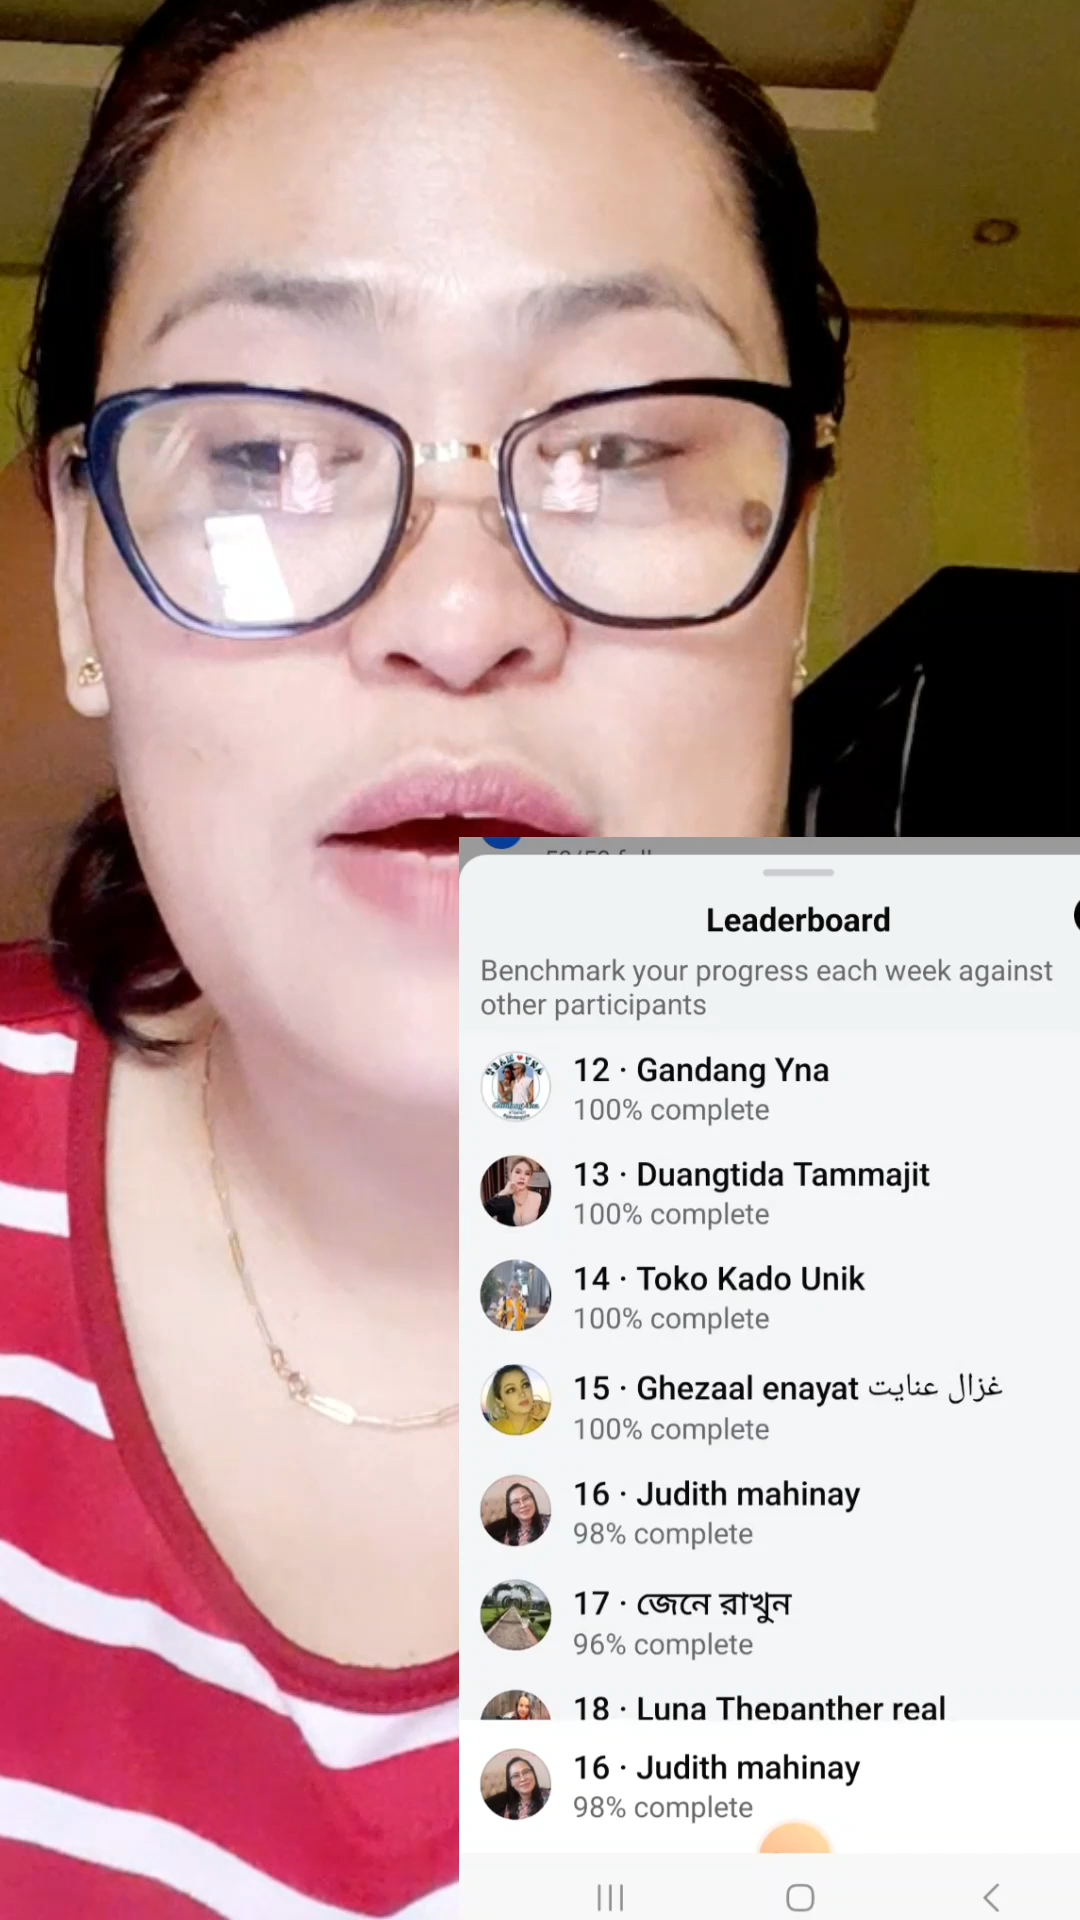 Leaderboard
Benchmark your progress each week against
other participants
12 · Gandang Yna
100% complete
13 · Duangtida Tammajit
100% complete
14 · Toko Kado Unik
100% complete
15 · Ghezaal enayat غزال عنایت
100% complete
16 · Judith mahinay
98% complete
17 · জেনে রাখুন
96% complete
18 · Luna Thepanther real
16 · Judith mahinay
98% complete